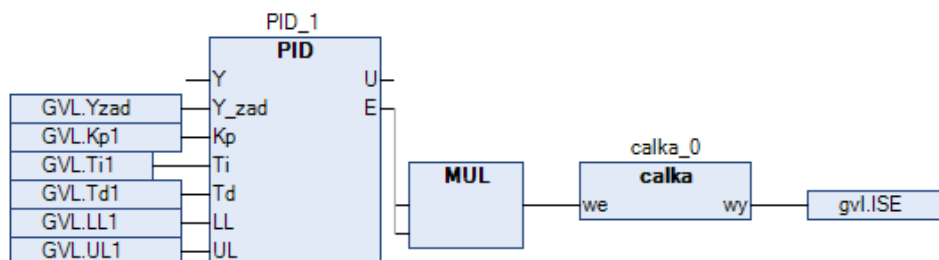 PID_1
PID
Y U
GVL.Yzad Y_zad E
GVL.Kp1 Kp
calka_0
GVL.Ti1 Ti
MUL calka
GVL.Td1 Td
we wy gvl.ISE
GVL.LL1 LL
GVL.UL1 UL